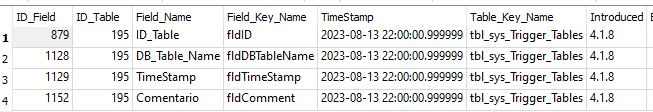 ID_Field ID_Table Field_Name Field_Key_Name TimeStamp Table_Key_Name Introduced
1 879 195 ID_Table fldID 2023-08-13 22:00:00.999999 tbl_sys_Trigger_Tables 4.1.8
2 1128 195 DB_Table_Name fldDBTableName 2023-08-13 22:00:00.999999 tbl_sys_Trigger_Tables 4.1.8
3 1129 195 TimeStamp fldTimeStamp 2023-08-13 22:00:00.999999 tbl_sys_Trigger_Tables 4.1.8
4 1152 195 Comentario fldComment 2023-08-13 22:00:00.999999 tbl_sys_Trigger_Tables 4.1.8